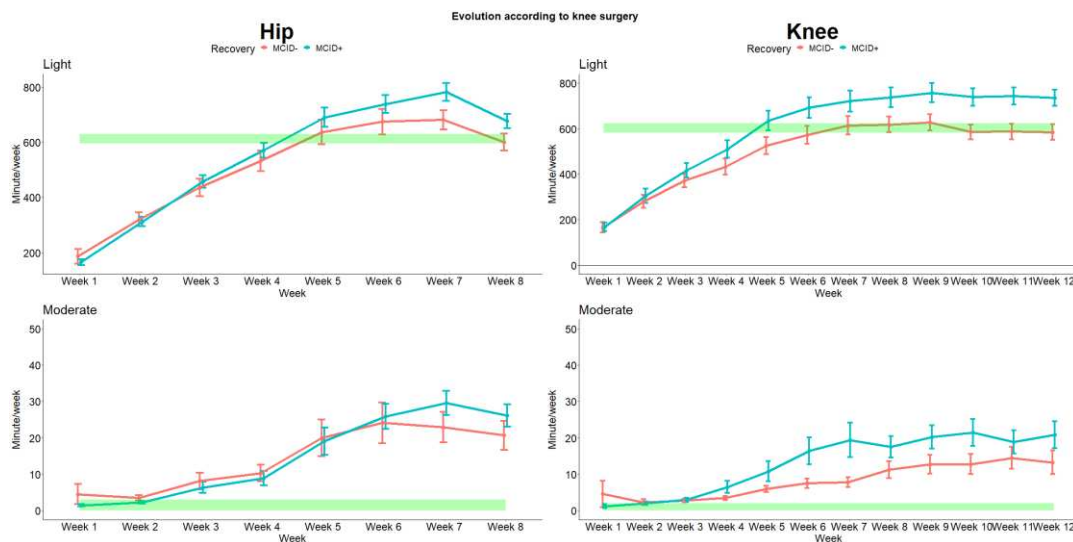 Evolution according to knee surgery
Hip
Recovery MCID- MCID+
Light
800
600
400
200
Minute/week
Week 1 Week 2 Week 3 Week 4 Week 5 Week 6 Week 7 Week 8
Week
Knee
Recovery MCID- MCID+
Light
800
600
400
200
0
Minute/week
Week 1 Week 2 Week 3 Week 4 Week 5 Week 6 Week 7 Week 8 Week 9 Week 10 Week 11 Week 12
Week
Moderate
50
40
30
20
10
0
Minute/week
Week 1 Week 2 Week 3 Week 4 Week 5 Week 6 Week 7 Week 8
Week
Moderate
50
40
30
20
10
0
Minute/week
Week 1 Week 2 Week 3 Week 4 Week 5 Week 6 Week 7 Week 8 Week 9 Week 10 Week 11 Week 12
Week